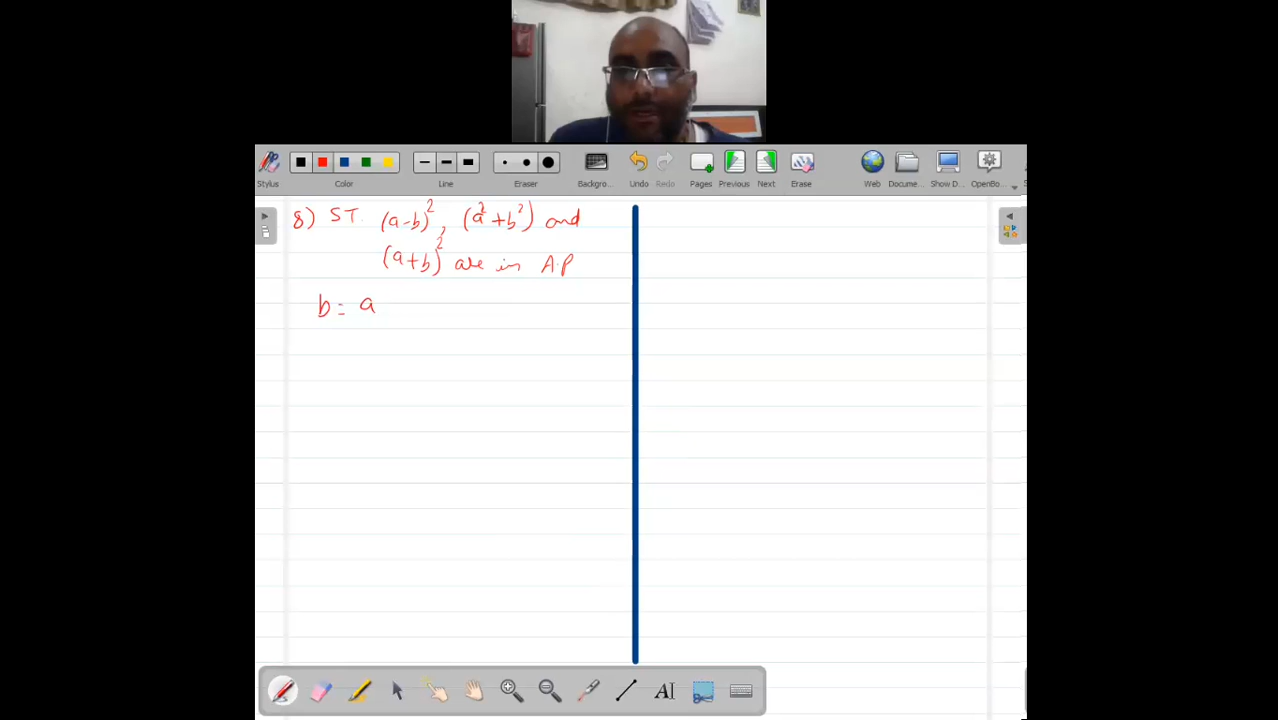 Stylus
Color
Line
Eraser
Backgro...
Undo
Redo
Pages
Previous
Next
Erase
Web
Docume...
Show D...
OpenBo...
8) ST (a-b)², (a²+b²) and
(a+b)² are in A.P
b = a
AI